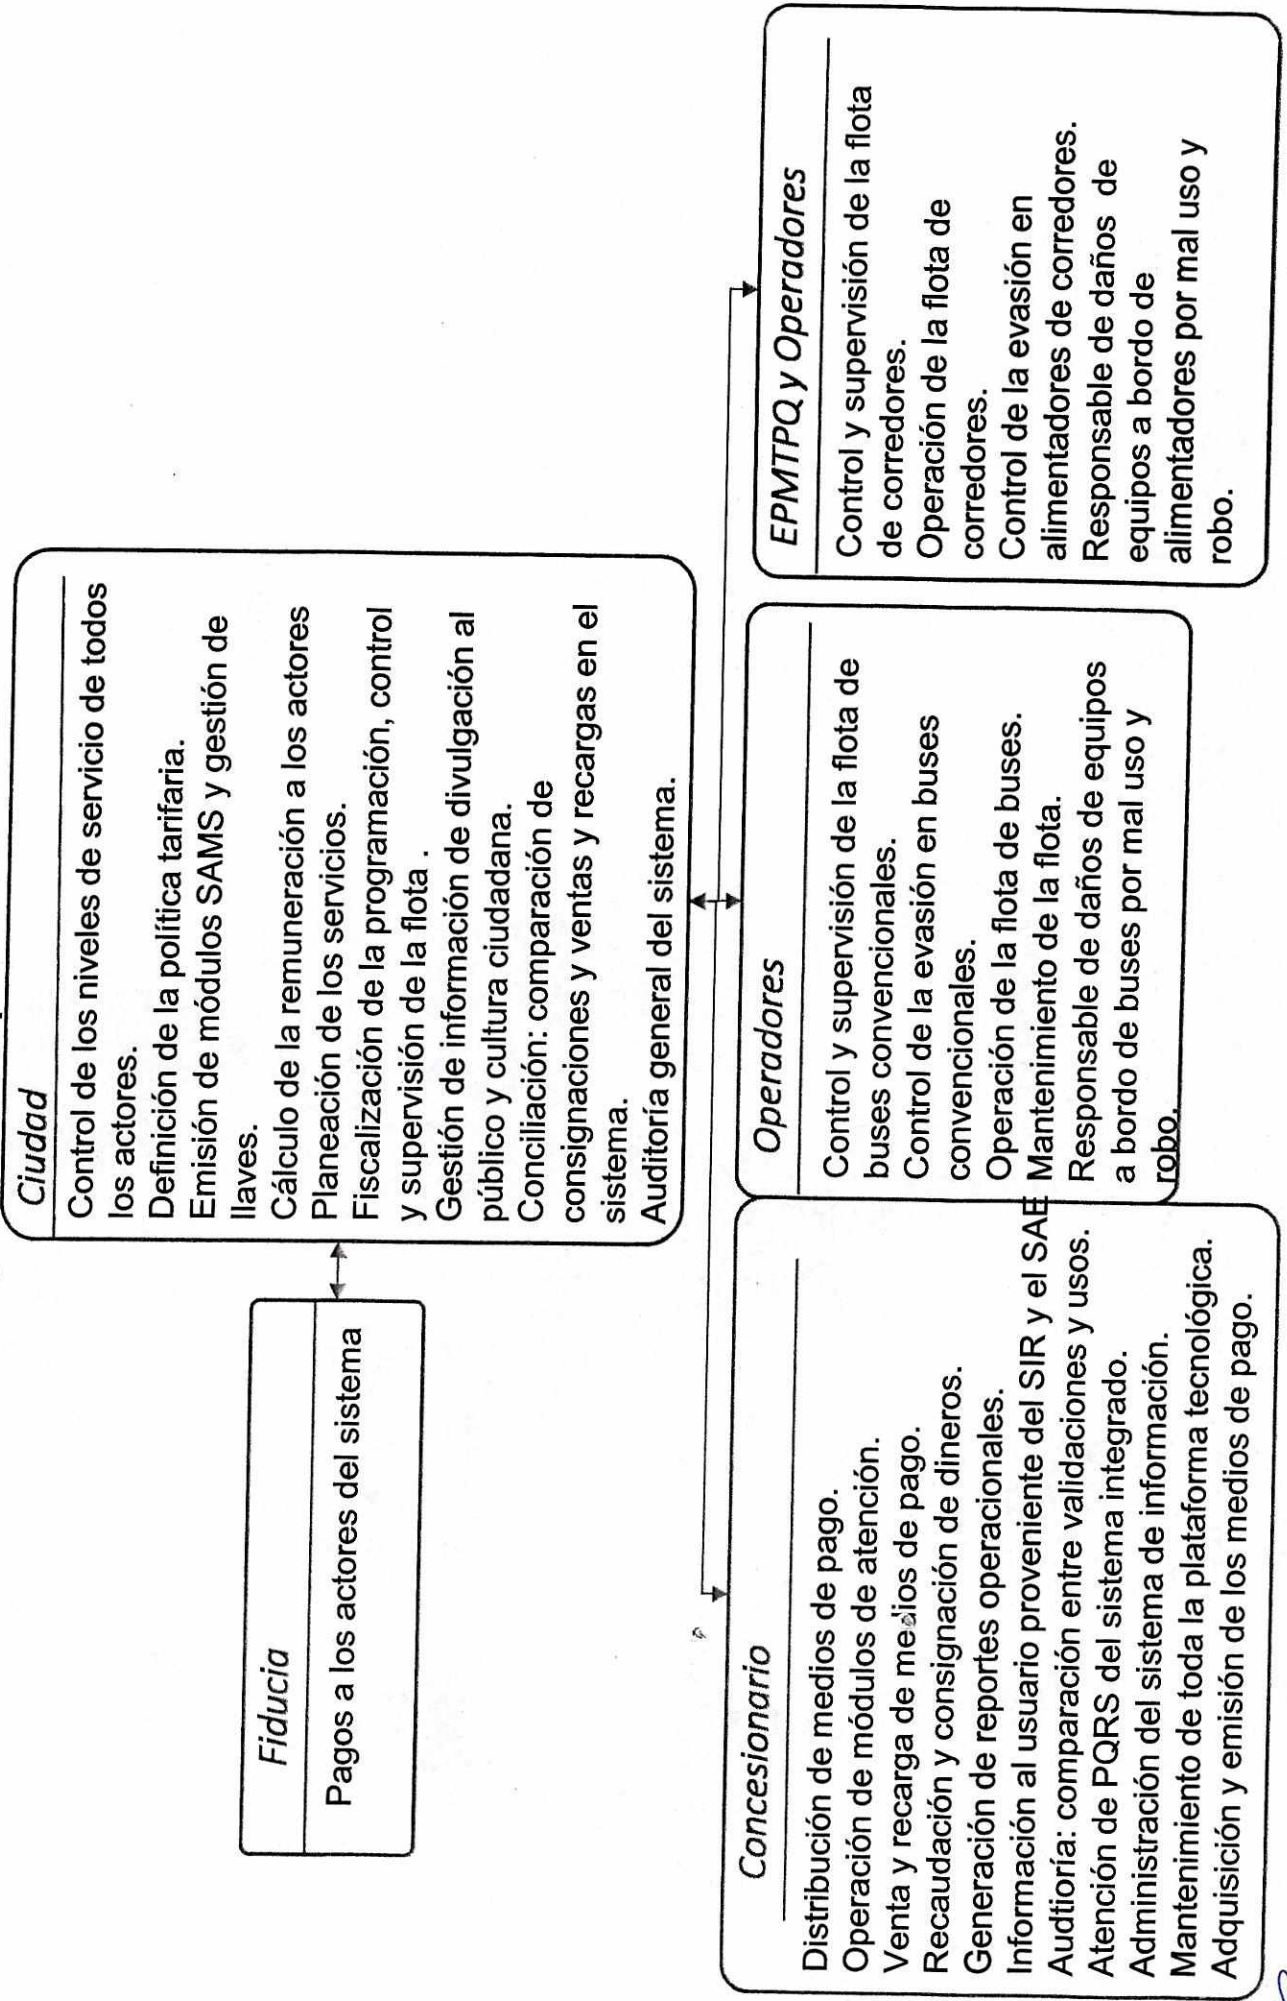 Ciudad
Control de los niveles de servicio de todos
los actores.
Definición de la política tarifaria.
Emisión de módulos SAMS y gestión de
llaves.
Cálculo de la remuneración a los actores
Planeación de los servicios.
Fiscalización de la programación, control
y supervisión de la flota .
Gestión de información de divulgación al
público y cultura ciudadana.
Conciliación: comparación de
consignaciones y ventas y recargas en el
sistema.
Auditoría general del sistema.
Fiducia
Pagos a los actores del sistema
Concesionario
Distribución de medios de pago.
Operación de módulos de atención.
Venta y recarga de medios de pago.
Recaudación y consignación de dineros.
Generación de reportes operacionales.
Información al usuario proveniente del SIR y el SAE
Audtioría: comparación entre validaciones y usos.
Atención de PQRS del sistema integrado.
Administración del sistema de información.
Mantenimiento de toda la plataforma tecnológica.
Adquisición y emisión de los medios de pago.
Operadores
Control y supervisión de la flota de
buses convencionales.
Control de la evasión en buses
convencionales.
Operación de la flota de buses.
Mantenimiento de la flota.
Responsable de daños de equipos
a bordo de buses por mal uso y
robo.
EPMTPQ y Operadores
Control y supervisión de la flota
de corredores.
Operación de la flota de
corredores.
Control de la evasión en
alimentadores de corredores.
Responsable de daños de
equipos a bordo de
alimentadores por mal uso y
robo.